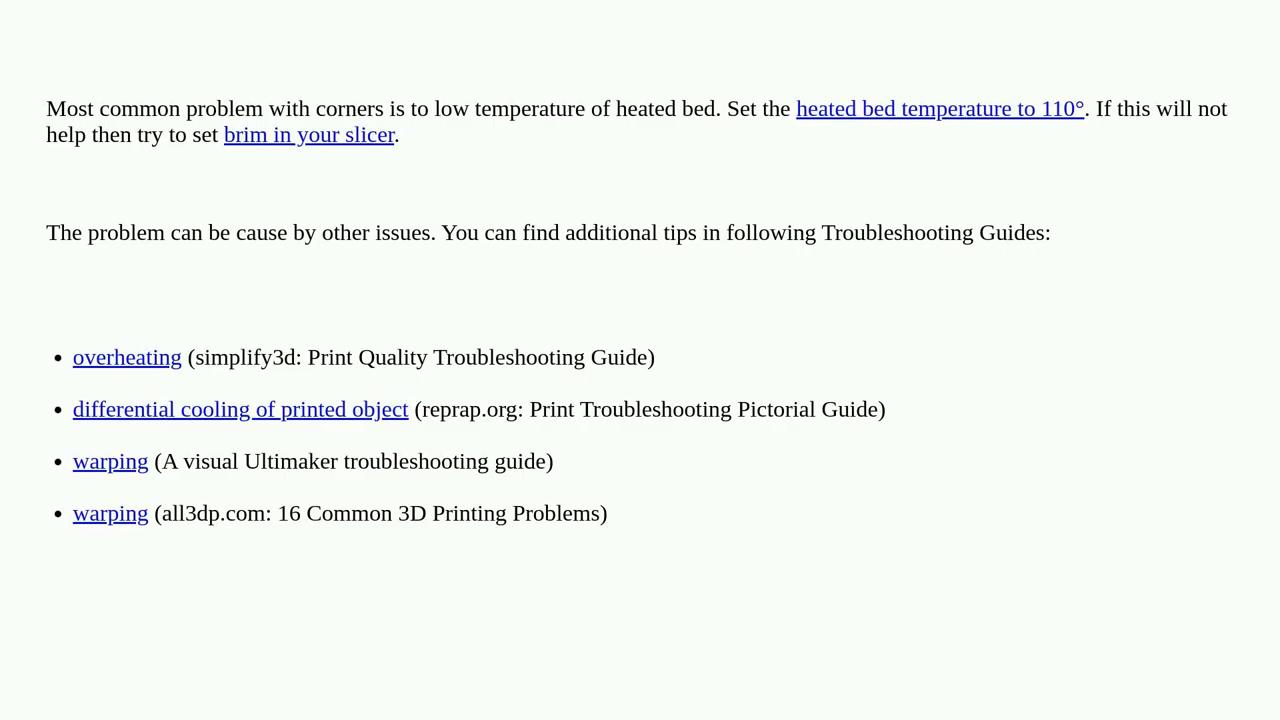 Most common problem with corners is to low temperature of heated bed. Set the heated bed temperature to 110°. If this will not
help then try to set brim in your slicer.
The problem can be cause by other issues. You can find additional tips in following Troubleshooting Guides:
• overheating (simplify3d: Print Quality Troubleshooting Guide)
• differential cooling of printed object (reprap.org: Print Troubleshooting Pictorial Guide)
• warping (A visual Ultimaker troubleshooting guide)
• warping (all3dp.com: 16 Common 3D Printing Problems)